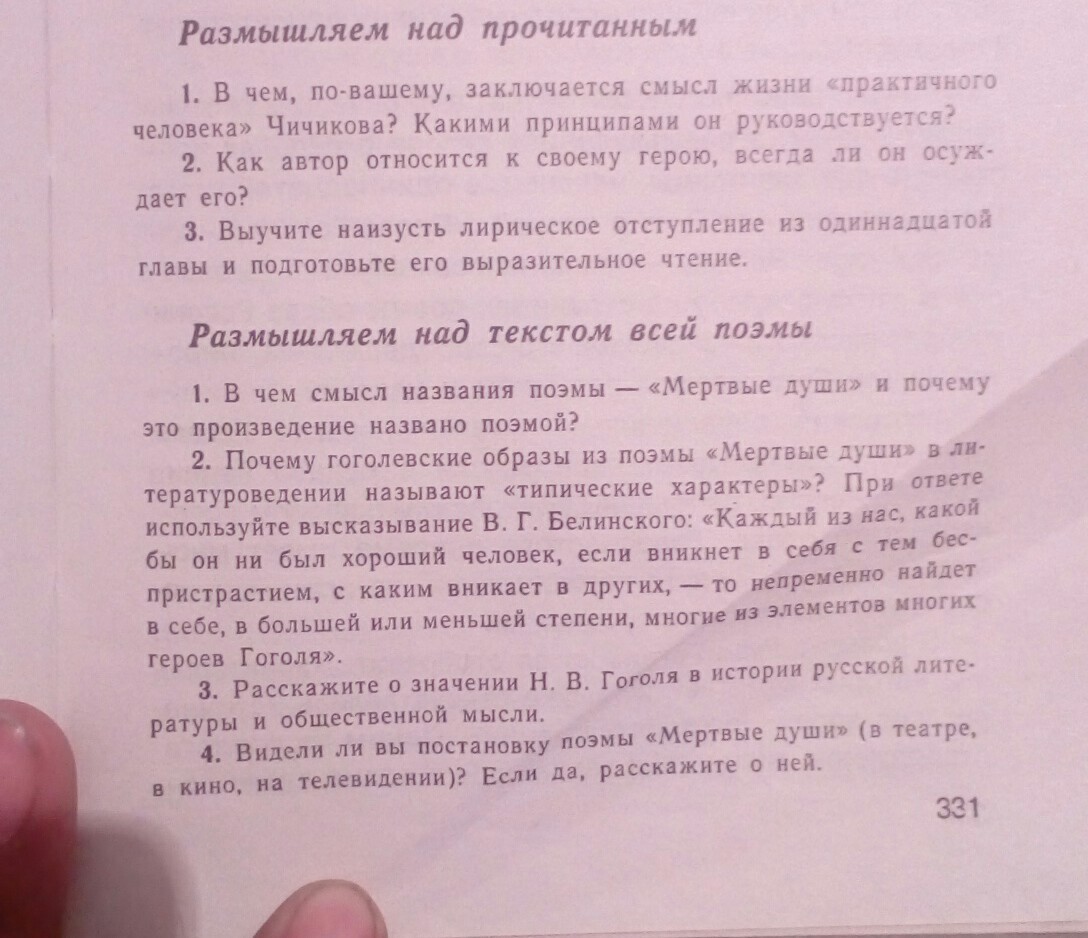 Размышляем над прочитанным
1. В чем, по-вашему, заключается смысл жизни «практичного
человека» Чичикова? Какими принципами он руководствуется?
2. Как автор относится к своему герою, всегда ли он осуж-
дает его?
3. Выучите наизусть лирическое отступление из одиннадцатой
главы и подготовьте его выразительное чтение.
Размышляем над текстом всей поэмы
1. В чем смысл названия поэмы — «Мертвые души» и почему
это произведение названо поэмой?
2. Почему гоголевские образы из поэмы «Мертвые души» в ли-
тературоведении называют «типические характеры»? При ответе
используйте высказывание В. Г. Белинского: «Каждый из нас, какой
бы он ни был хороший человек, если вникнет в себя с тем бес-
пристрастием, с каким вникает в других, — то непременно найдет
в себе, в большей или меньшей степени, многие из элементов многих
героев Гоголя».
3. Расскажите о значении Н. В. Гоголя в истории русской лите-
ратуры и общественной мысли.
4. Видели ли вы постановку поэмы «Мертвые души» (в театре,
в кино, на телевидении)? Если да, расскажите о ней.
331